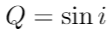 Q = sin i